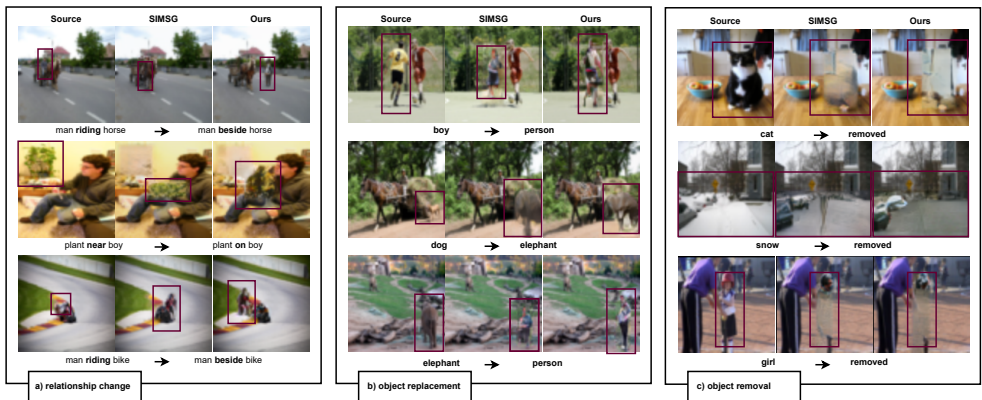 Source SIMSG Ours
man riding horse → man beside horse
plant near boy → plant on boy
man riding bike → man beside bike
a) relationship change
Source SIMSG Ours
boy → person
dog → elephant
elephant → person
b) object replacement
Source SIMSG Ours
cat → removed
snow → removed
girl → removed
c) object removal